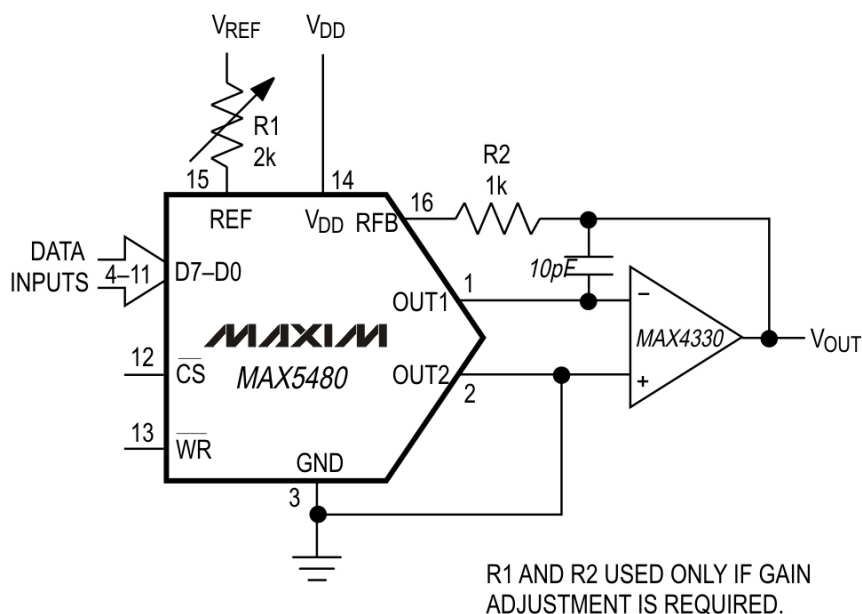 VREF
VDD
R1
2k
15
14
REF
VDD
RFB
16
R2
1k
DATA
INPUTS
4–11
D7–D0
10pF
OUT1
1
MAXIM
MAX5480
MAX4330
–
+
VOUT
12
CS
OUT2
2
13
WR
GND
3
R1 AND R2 USED ONLY IF GAIN
ADJUSTMENT IS REQUIRED.